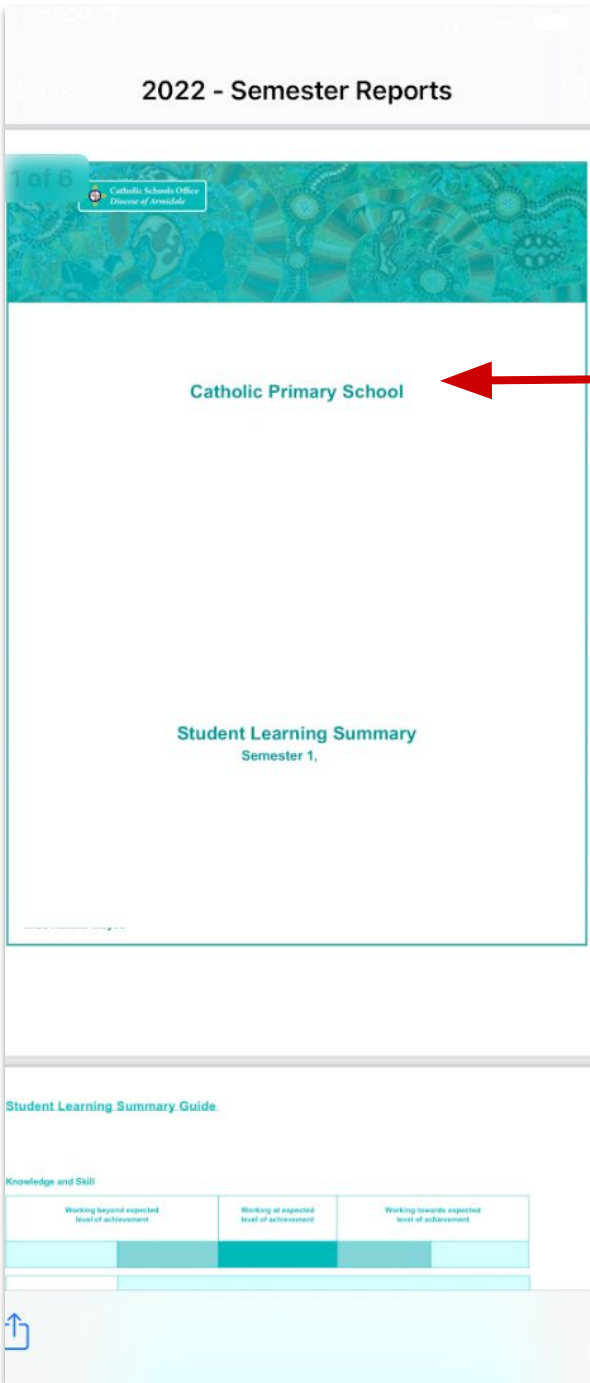 2022 - Semester Reports
1 of 6
Catholic Schools Office
Diocese of Armidale
Catholic Primary School
Student Learning Summary
Semester 1,
Student Learning Summary Guide
Knowledge and Skill
Working beyond expected
level of achievement
Working at expected
level of achievement
Working towards expected
level of achievement